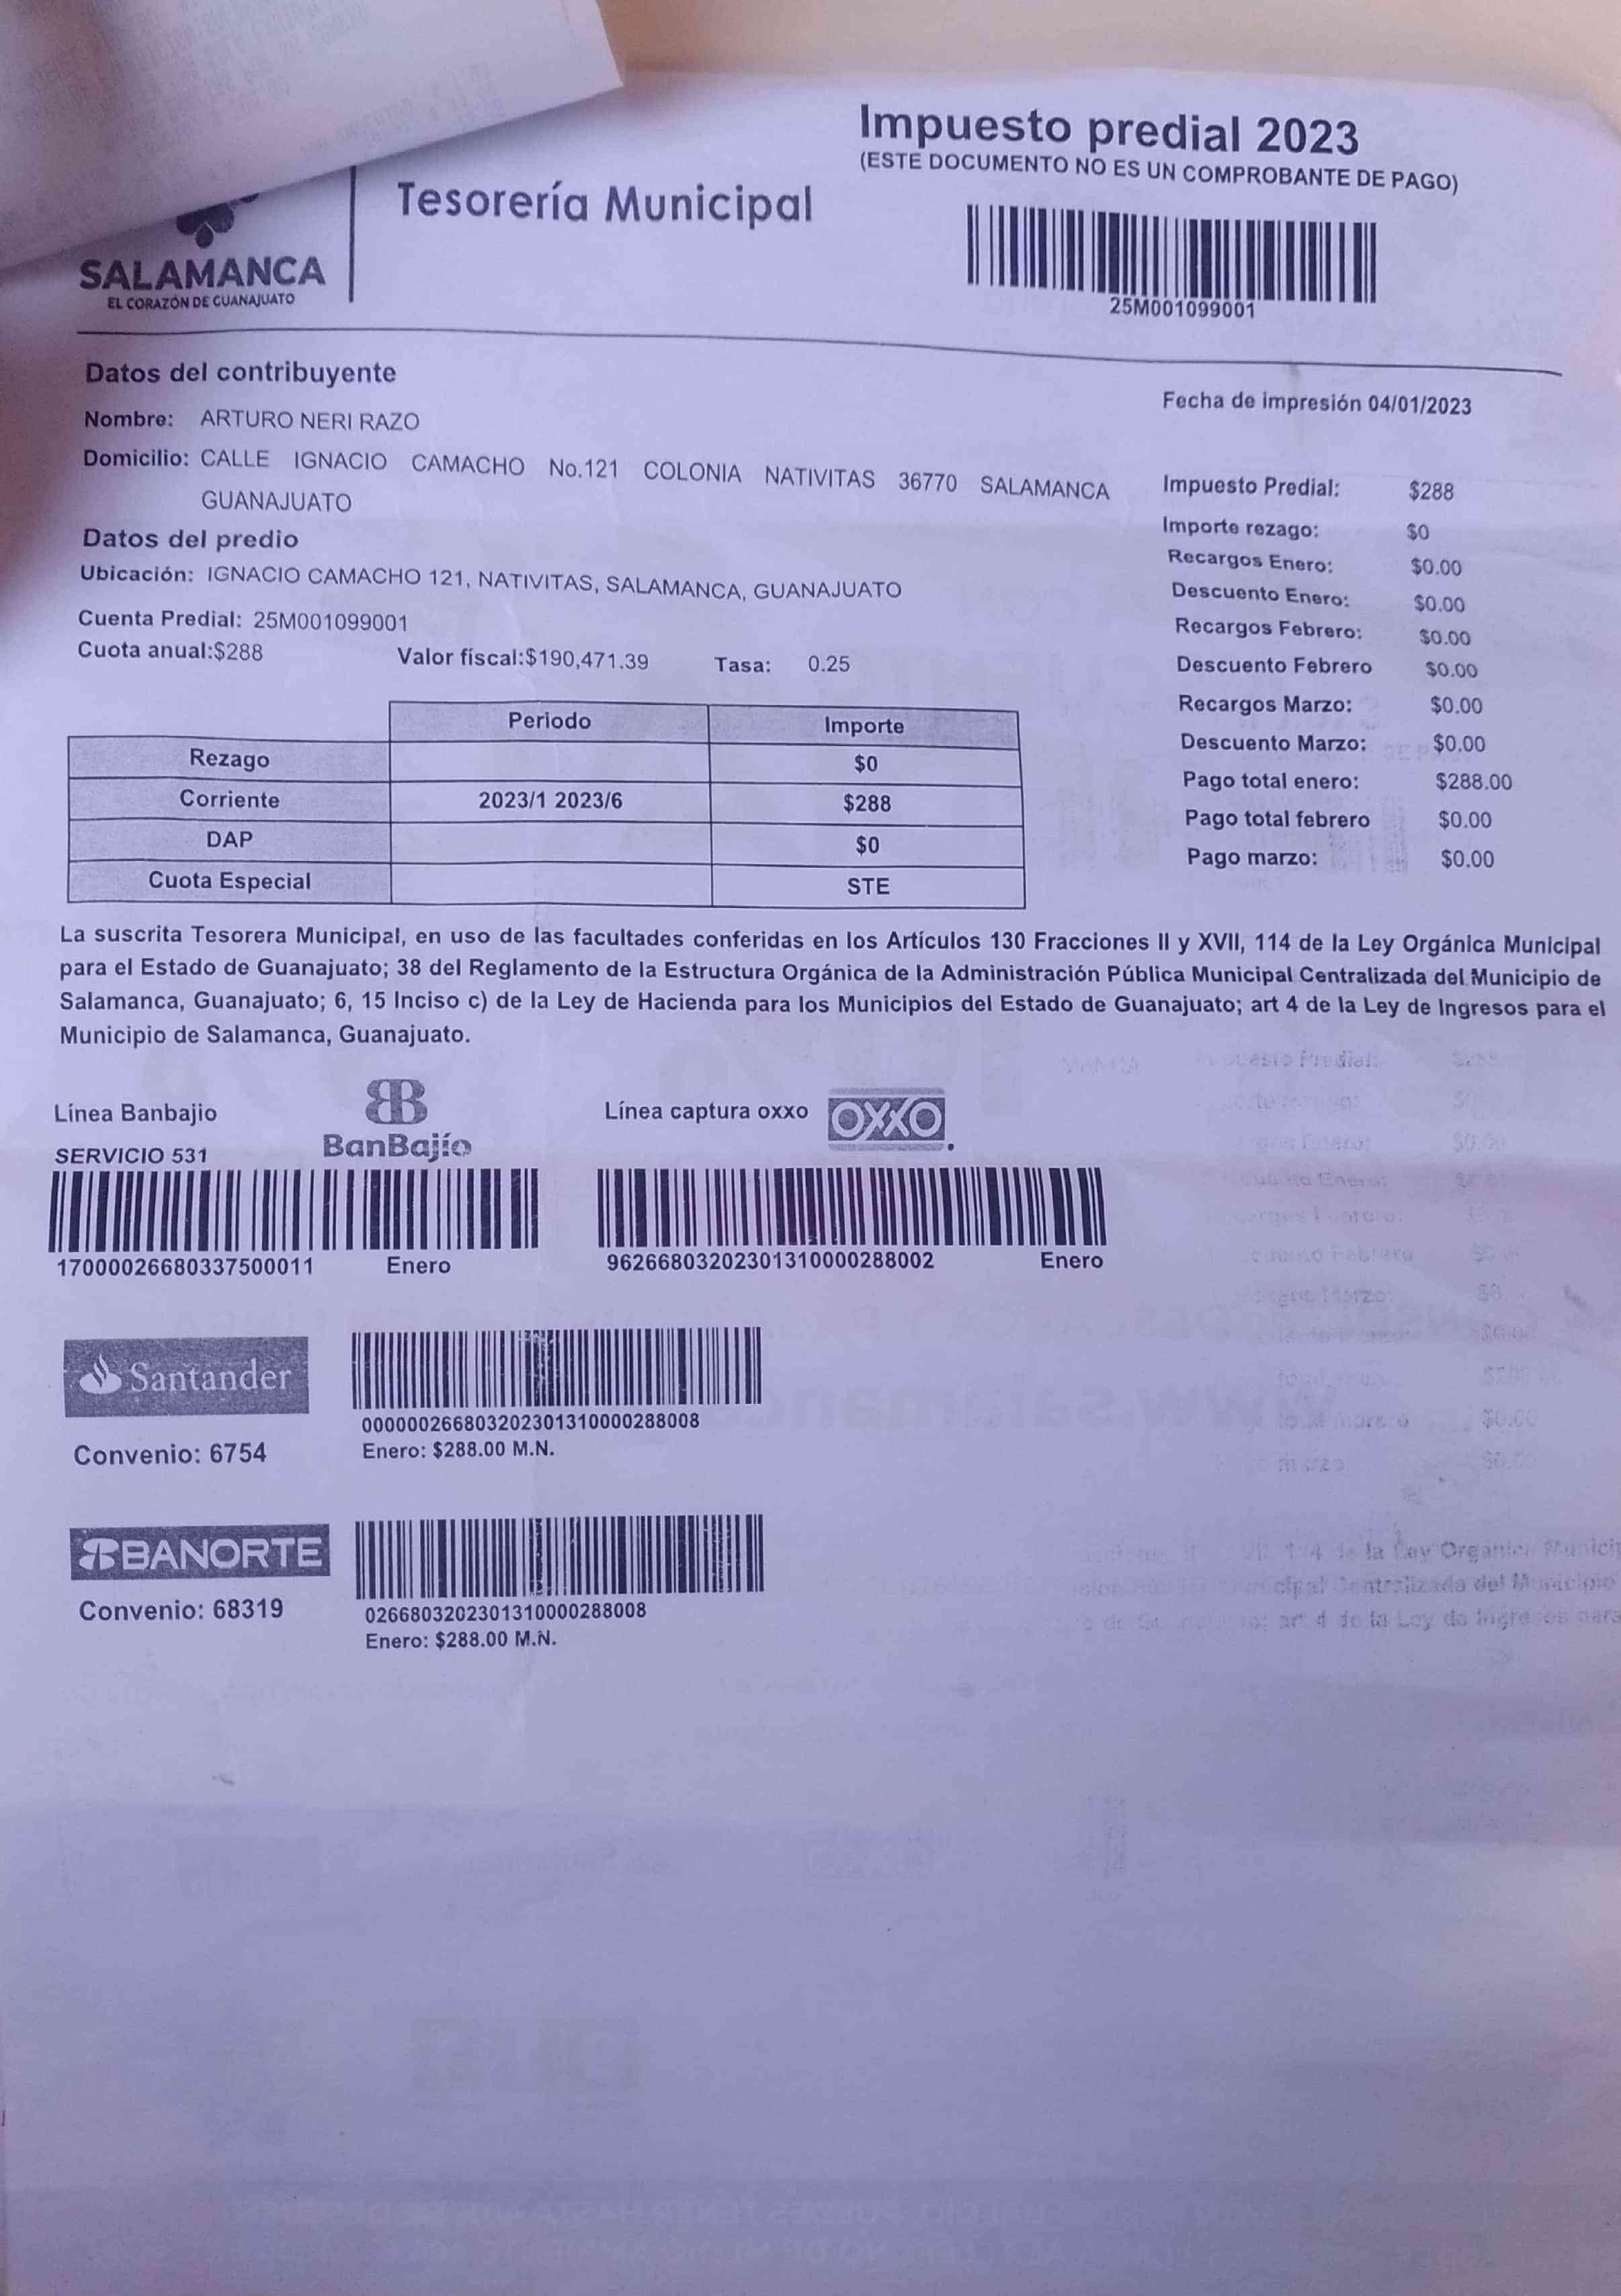 Impuesto predial 2023
(ESTE DOCUMENTO NO ES UN COMPROBANTE DE PAGO)
Tesorería Municipal
SALAMANCA
EL CORAZÓN DE GUANAJUATO
25M001099001
Datos del contribuyente
Nombre: ARTURO NERI RAZO
Domicilio: CALLE IGNACIO CAMACHO No.121 COLONIA NATIVITAS 36770 SALAMANCA
GUANAJUATO
Datos del predio
Ubicación: IGNACIO CAMACHO 121, NATIVITAS, SALAMANCA, GUANAJUATO
Cuenta Predial: 25M001099001
Cuota anual:$288 Valor fiscal:$190,471.39 Tasa: 0.25
Fecha de impresión 04/01/2023
Impuesto Predial: $288
Importe rezago: $0
Recargos Enero: $0.00
Descuento Enero: $0.00
Recargos Febrero: $0.00
Descuento Febrero $0.00
Recargos Marzo: $0.00
Descuento Marzo: $0.00
Pago total enero: $288.00
Pago total febrero $0.00
Pago marzo: $0.00
Periodo Importe
Rezago $0
Corriente 2023/1 2023/6 $288
DAP $0
Cuota Especial STE
La suscrita Tesorera Municipal, en uso de las facultades conferidas en los Artículos 130 Fracciones II y XVII, 114 de la Ley Orgánica Municipal
para el Estado de Guanajuato; 38 del Reglamento de la Estructura Orgánica de la Administración Pública Municipal Centralizada del Municipio de
Salamanca, Guanajuato; 6, 15 Inciso c) de la Ley de Hacienda para los Municipios del Estado de Guanajuato; art 4 de la Ley de Ingresos para el
Municipio de Salamanca, Guanajuato.
Línea Banbajio
BanBajío
SERVICIO 531
17000026680337500011 Enero
Línea captura oxxo
OXXO
96266803202301310000288002 Enero
Santander
Convenio: 6754
00000026680320230131000028​8008
Enero: $288.00 M.N.
BANORTE
Convenio: 68319
0266803202301310000288008
Enero: $288.00 M.N.